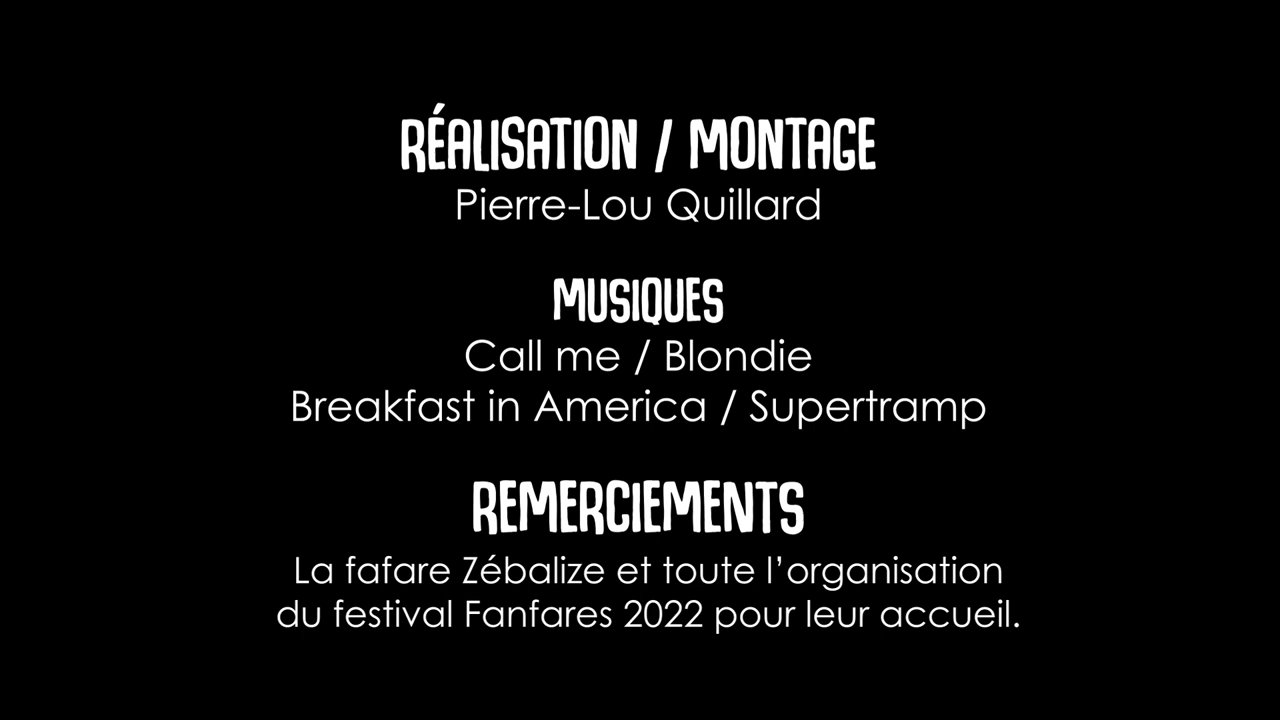 RÉALISATION / MONTAGE
Pierre-Lou Quillard
MUSIQUES
Call me / Blondie
Breakfast in America / Supertramp
REMERCIEMENTS
La fafare Zébalize et toute l’organisation
du festival Fanfares 2022 pour leur accueil.